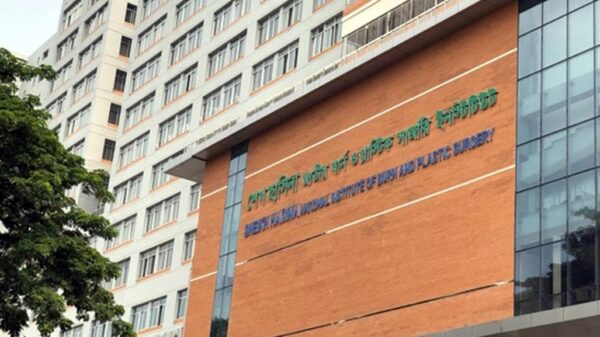 শেখ হাসিনা জাতীয় বার্ন ও প্লাস্টিক সার্জারি ইনস্টিটিউট
SHEIKH HASINA NATIONAL INSTITUTE OF BURN AND PLASTIC SURGERY